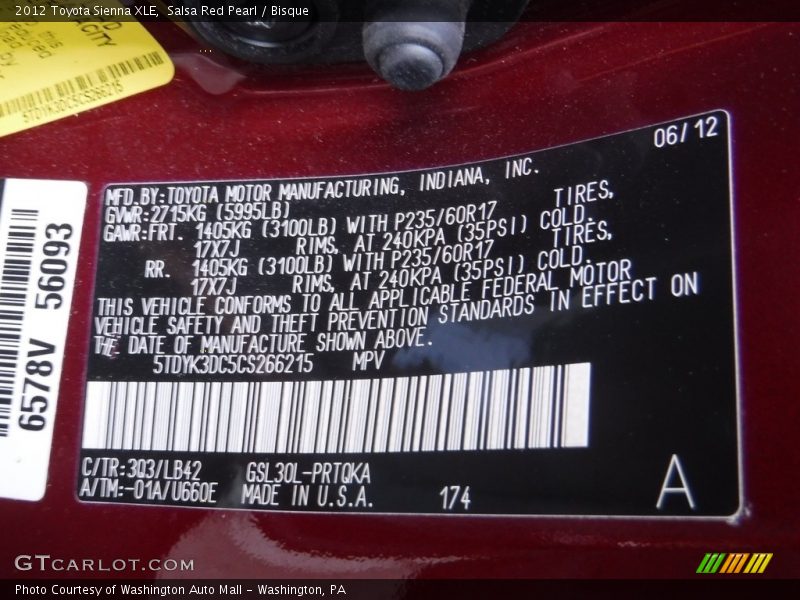 2012 Toyota Sienna XLE, Salsa Red Pearl / Bisque
CITY
5TDYK3DC5CS266215
06/12
MFD.BY:TOYOTA MOTOR MANUFACTURING, INDIANA, INC.
GVWR:2715KG (5995LB)
GAWR:FRT. 1405KG (3100LB) WITH P235/60R17 TIRES,
17X7J RIMS, AT 240KPA (35PSI) COLD.
RR. 1405KG (3100LB) WITH P235/60R17 TIRES,
17X7J RIMS, AT 240KPA (35PSI) COLD.
THIS VEHICLE CONFORMS TO ALL APPLICABLE FEDERAL MOTOR
VEHICLE SAFETY AND THEFT PREVENTION STANDARDS IN EFFECT ON
THE DATE OF MANUFACTURE SHOWN ABOVE.
5TDYK3DC5CS266215 MPV
6578V 56093
C/TR:3Q3/LB42 GSL30L-PRTQKA
A/TM:-01A/U660E MADE IN U.S.A. 174
A
GTCARLOT.COM
Photo Courtesy of Washington Auto Mall - Washington, PA